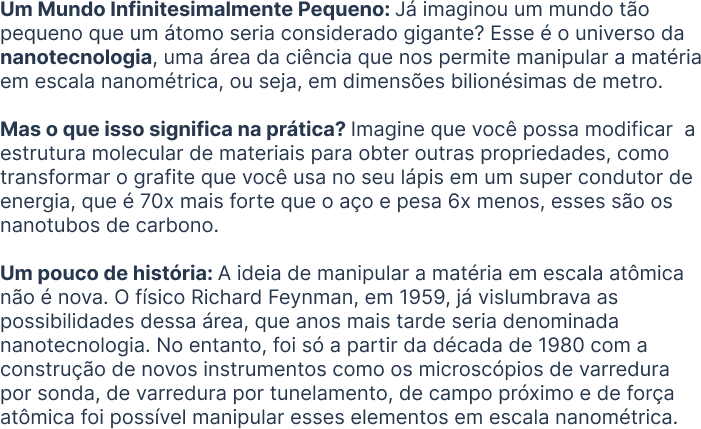 Um Mundo Infinitesimalmente Pequeno: Já imaginou um mundo tão
pequeno que um átomo seria considerado gigante? Esse é o universo da
nanotecnologia, uma área da ciência que nos permite manipular a matéria
em escala nanométrica, ou seja, em dimensões bilionésimas de metro.
Mas o que isso significa na prática? Imagine que você possa modificar  a
estrutura molecular de materiais para obter outras propriedades, como
transformar o grafite que você usa no seu lápis em um super condutor de
energia, que é 70x mais forte que o aço e pesa 6x menos, esses são os
nanotubos de carbono.
Um pouco de história: A ideia de manipular a matéria em escala atômica
não é nova. O físico Richard Feynman, em 1959, já vislumbrava as
possibilidades dessa área, que anos mais tarde seria denominada
nanotecnologia. No entanto, foi só a partir da década de 1980 com a
construção de novos instrumentos como os microscópios de varredura
por sonda, de varredura por tunelamento, de campo próximo e de força
atômica foi possível manipular esses elementos em escala nanométrica.